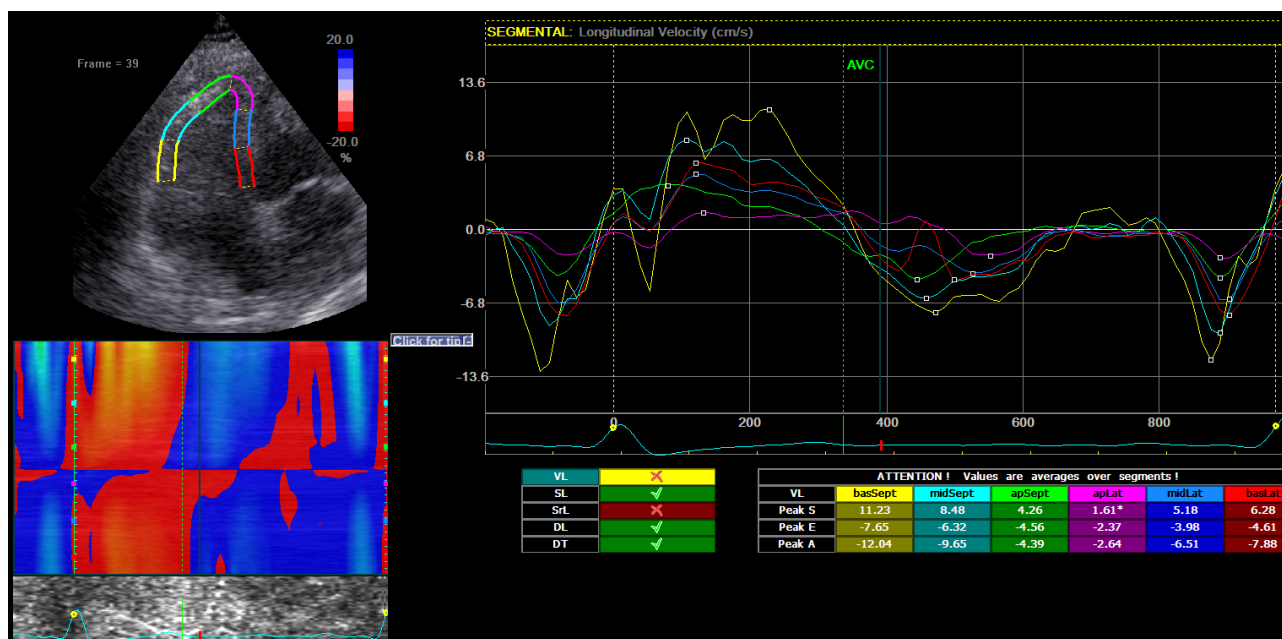 20.0
Frame = 39
-20.0
%
SEGMENTAL: Longitudinal Velocity (cm/s)
AVC
13.6
6.8
0.0
-6.8
-13.6
Click for tip
0 200 400 600 800
VL
SL
SrL
DL
DT
ATTENTION ! Values are averages over segments !
VL basSept midSept apSept apLat midLat basLat
Peak S 11.23 8.48 4.26 1.61* 5.18 6.28
Peak E -7.65 -6.32 -4.56 -2.37 -3.98 -4.61
Peak A -12.04 -9.65 -4.39 -2.64 -6.51 -7.88